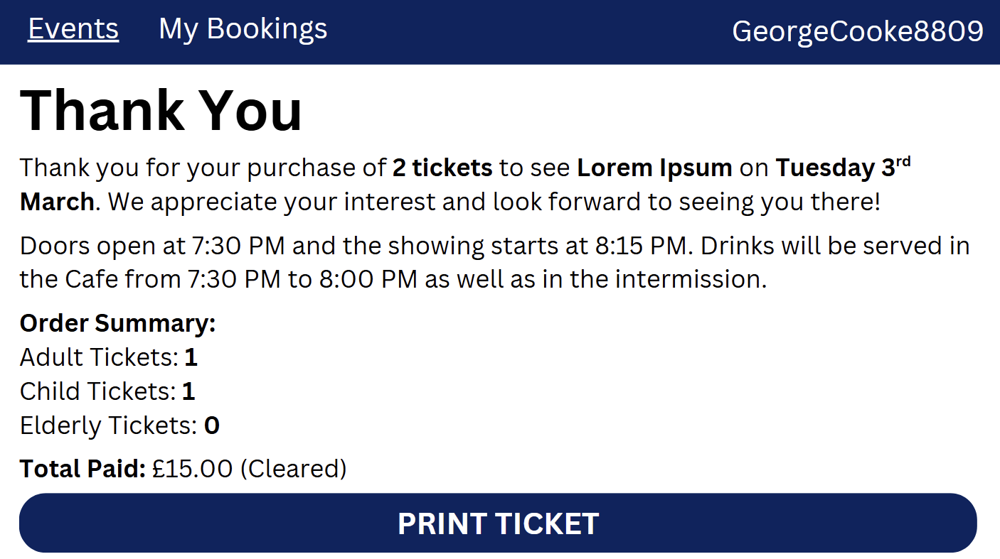 Events My Bookings GeorgeCooke8809
Thank You
Thank you for your purchase of 2 tickets to see Lorem Ipsum on Tuesday 3rd
March. We appreciate your interest and look forward to seeing you there!
Doors open at 7:30 PM and the showing starts at 8:15 PM. Drinks will be served in
the Cafe from 7:30 PM to 8:00 PM as well as in the intermission.
Order Summary:
Adult Tickets: 1
Child Tickets: 1
Elderly Tickets: 0
Total Paid: £15.00 (Cleared)
PRINT TICKET